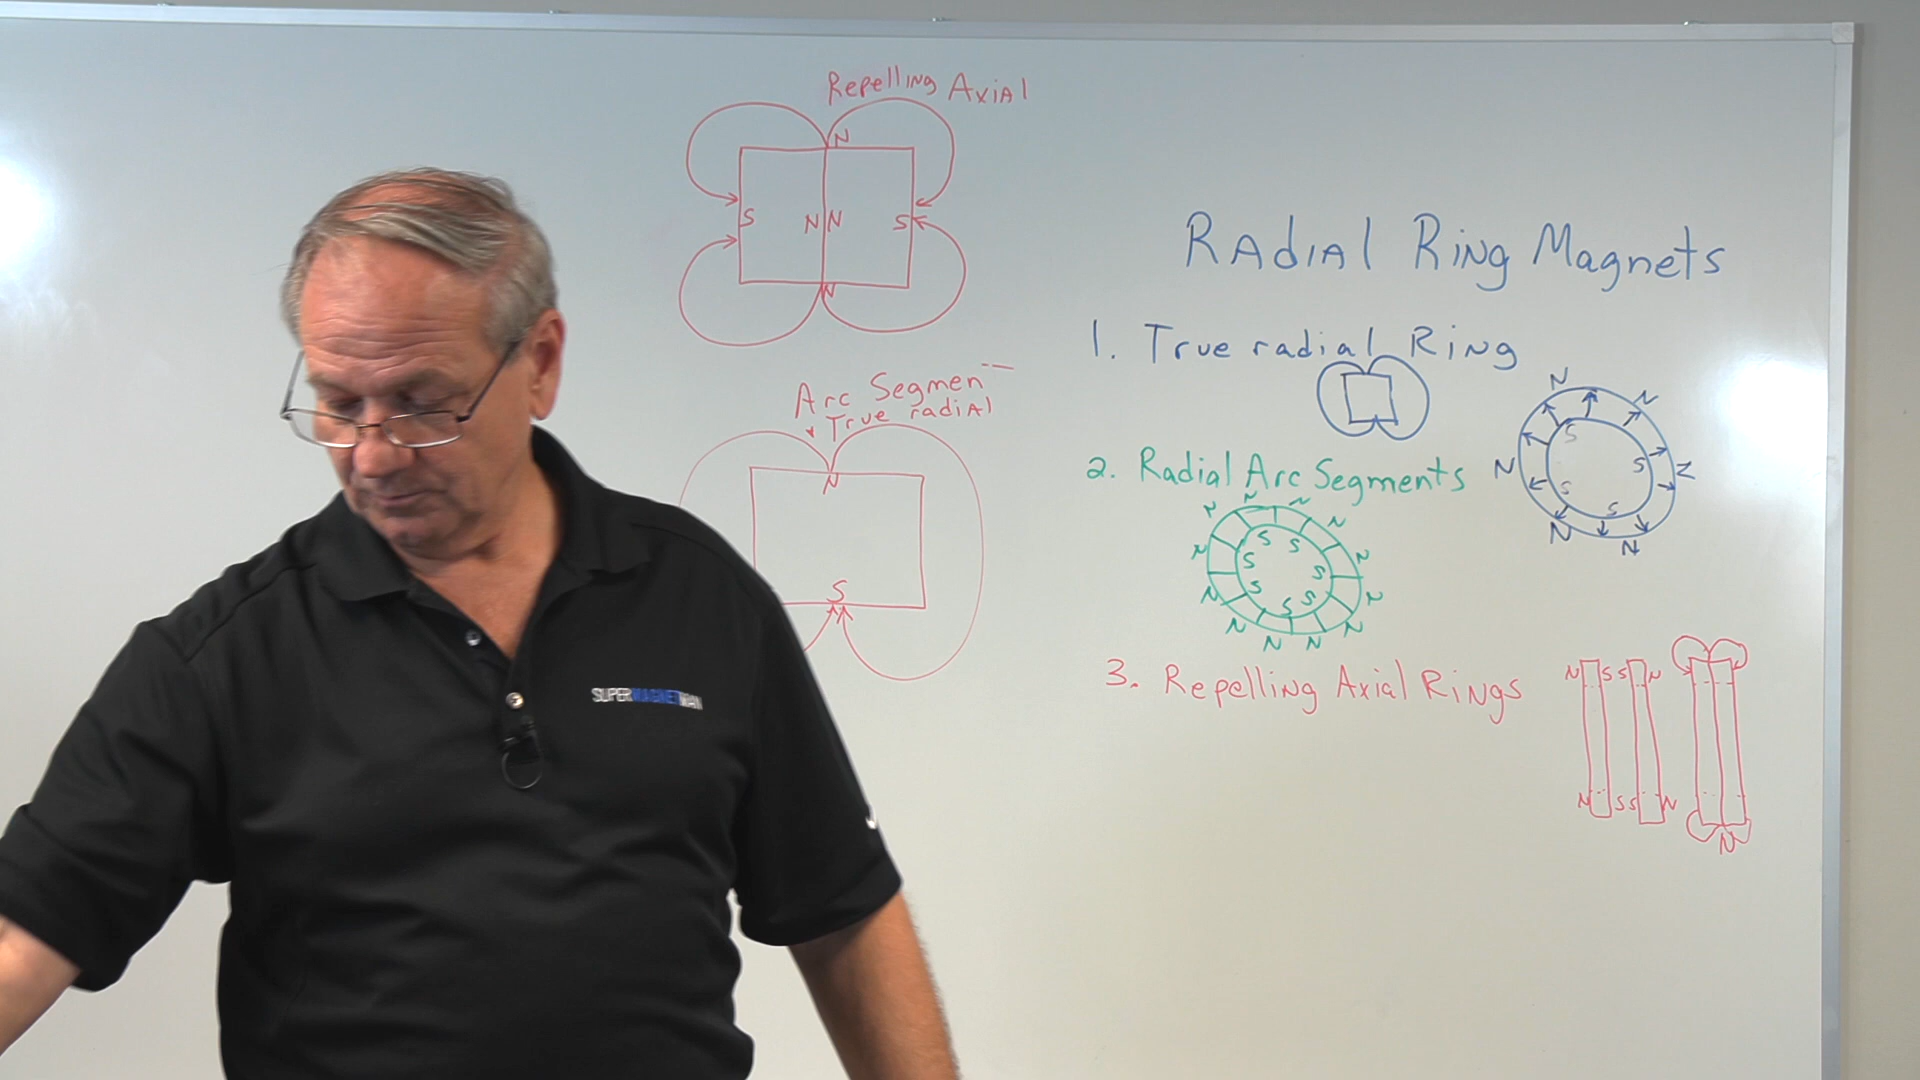 Repelling Axial
N
S N N S
N
Arc Segment
True radial
N
S
Radial Ring Magnets
1. True radial Ring
N N
S
N S N
S S
N N
2. Radial Arc Segments
N N N N
S S
N S N
S S
N S S N
N N N N
3. Repelling Axial Rings
N S S N
N S S N
N
SUPERMAGNETMAN